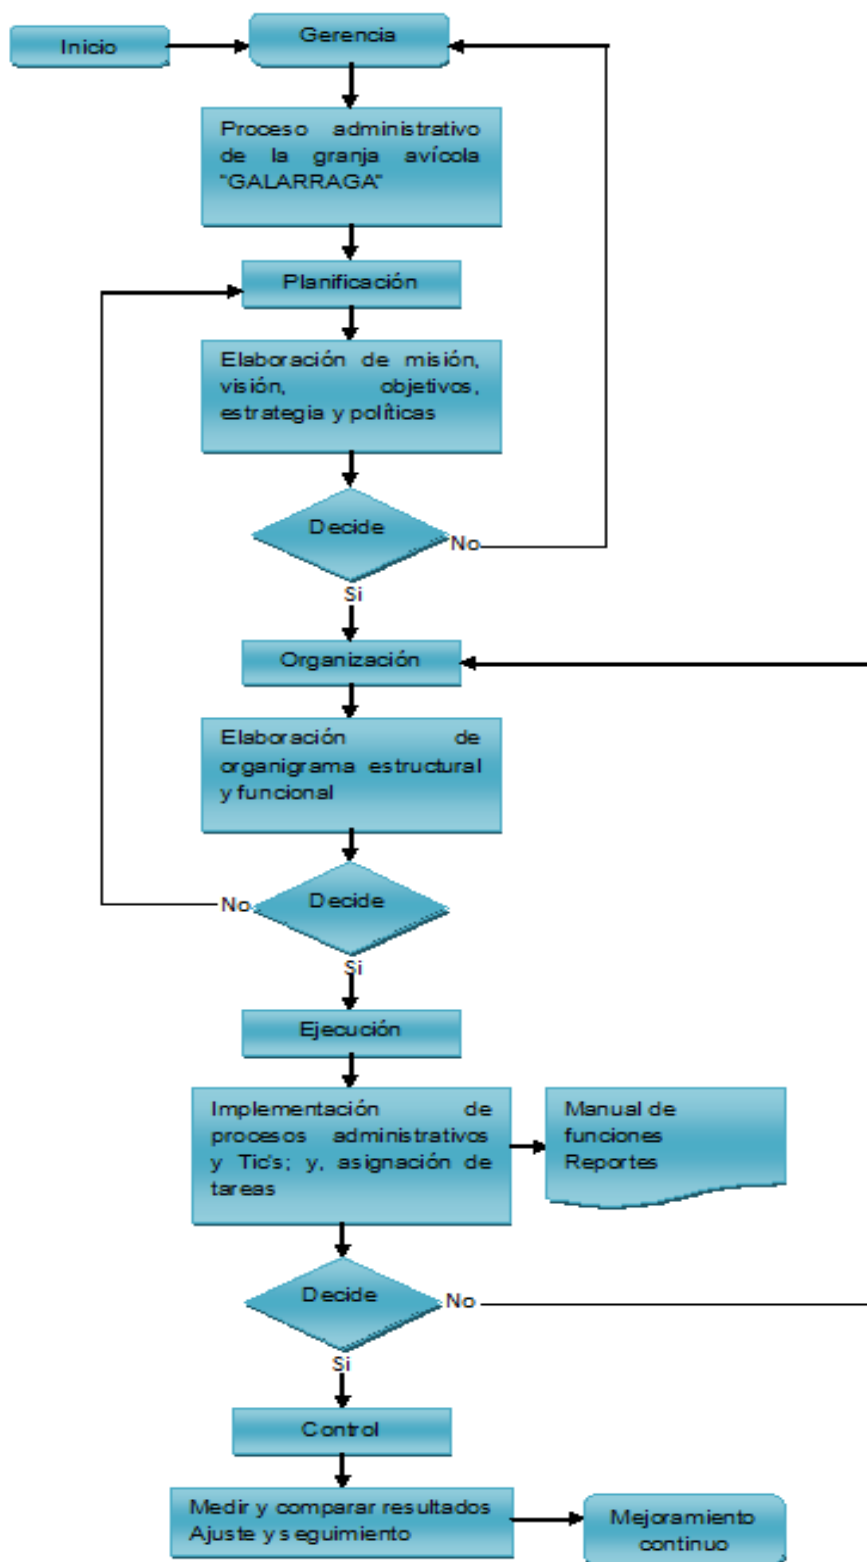 Inicio
Gerencia
Proceso administrativo
de la granja avícola
"GALARRAGA"
Planificación
Elaboración de misión,
visión, objetivos,
estrategia y políticas
Decide
No
Si
Organización
Elaboración de
organigrama estructural
y funcional
Decide
No
Si
Ejecución
Implementación de
procesos administrativos
y Tic's; y, asignación de
tareas
Manual de
funciones
Reportes
Decide
No
Si
Control
Medir y comparar resultados
Ajuste y seguimiento
Mejoramiento
continuo